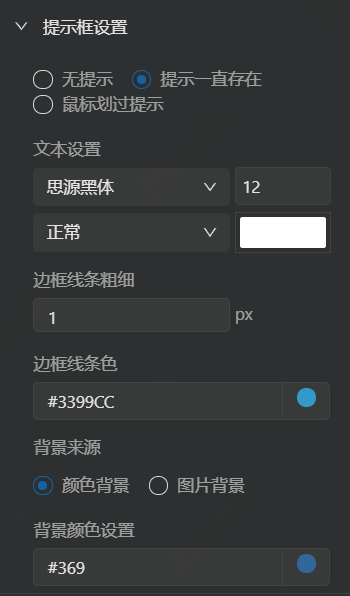 提示框设置
无提示 提示一直存在
鼠标划过提示
文本设置
思源黑体 12
正常
边框线条粗细
1 px
边框线条色
#3399CC
背景来源
颜色背景 图片背景
背景颜色设置
#369